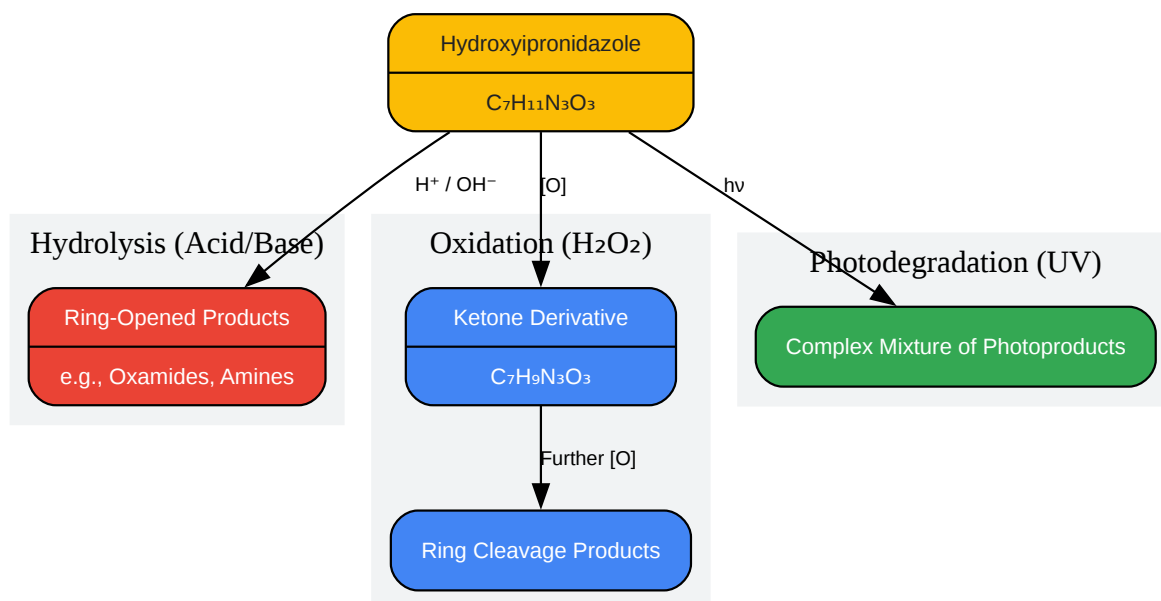 Hydroxyipronidazole
C₇H₁₁N₃O₃
H⁺ / OH⁻
[O]
hν
Hydrolysis (Acid/Base)
Oxidation (H₂O₂)
Photodegradation (UV)
Ring-Opened Products
e.g., Oxamides, Amines
Ketone Derivative
C₇H₉N₃O₃
Complex Mixture of Photoproducts
Further [O]
Ring Cleavage Products